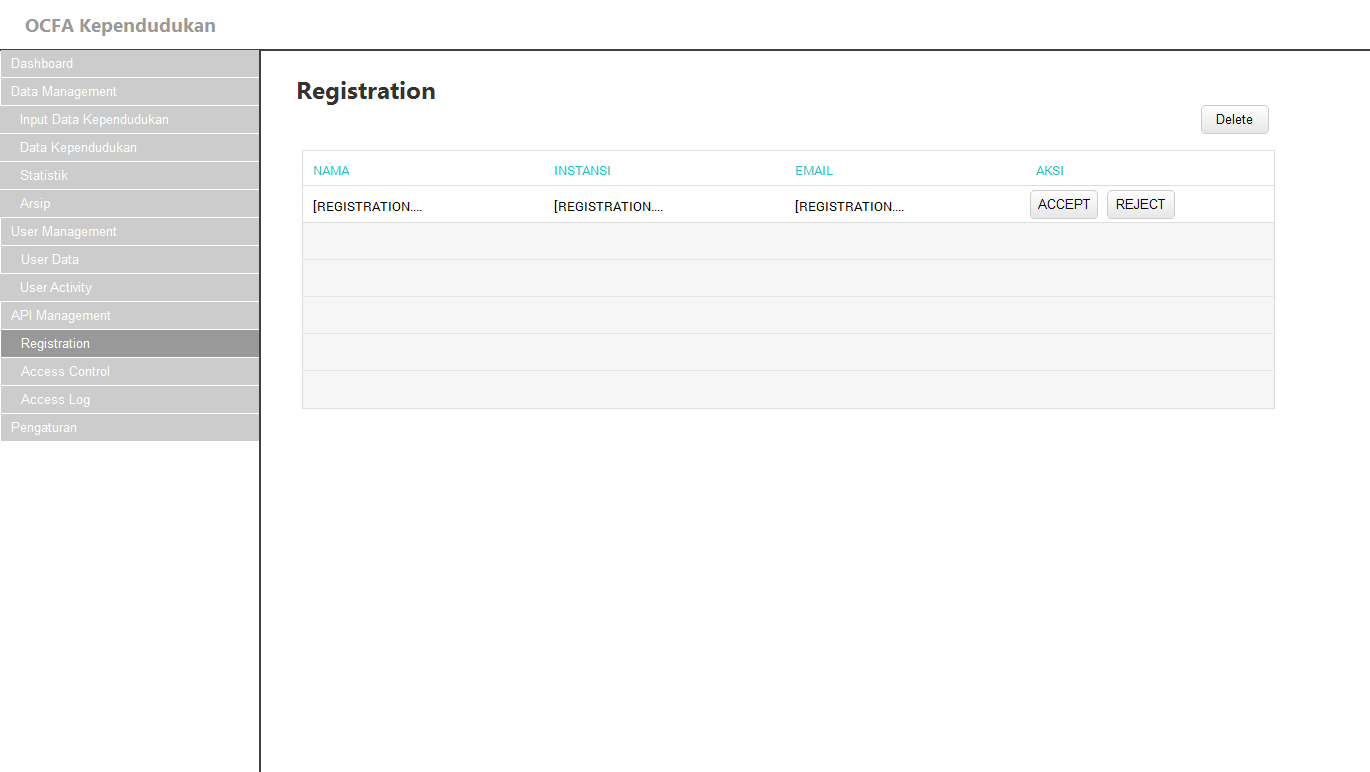 OCFA Kependudukan
Dashboard
Data Management
Input Data Kependudukan
Data Kependudukan
Statistik
Arsip
User Management
User Data
User Activity
API Management
Registration
Access Control
Access Log
Pengaturan
Registration
Delete
NAMA INSTANSI EMAIL AKSI
[REGISTRATION.... [REGISTRATION.... [REGISTRATION.... ACCEPT REJECT